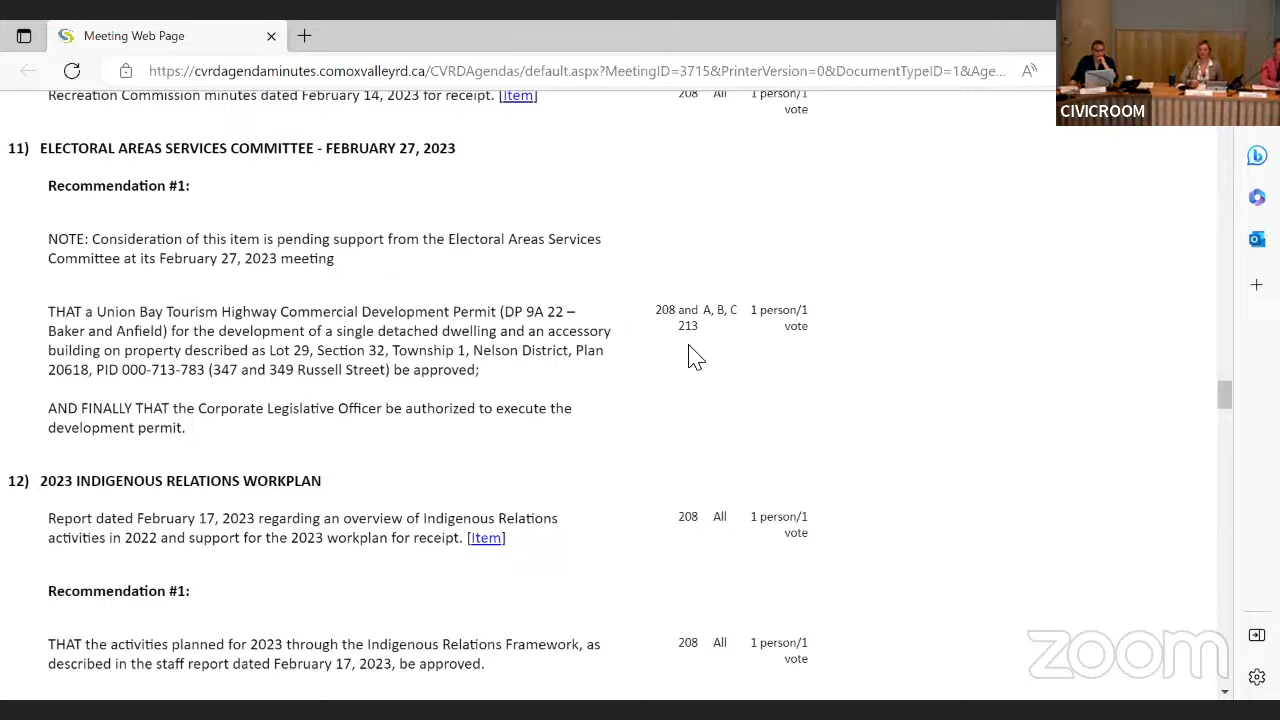 Meeting Web Page
https://cvrdagendaminutes.comoxvalleyrd.ca/CVRDAgendas/default.aspx?MeetingID=3715&PrinterVersion=0&DocumentTypeID=1&Age...
CIVICROOM
Recreation Commission minutes dated February 14, 2023 for receipt. [Item] 208 All 1 person/1
vote
11) ELECTORAL AREAS SERVICES COMMITTEE - FEBRUARY 27, 2023
Recommendation #1:
NOTE: Consideration of this item is pending support from the Electoral Areas Services
Committee at its February 27, 2023 meeting
THAT a Union Bay Tourism Highway Commercial Development Permit (DP 9A 22 – 208 and A, B, C 1 person/1
Baker and Anfield) for the development of a single detached dwelling and an accessory 213 vote
building on property described as Lot 29, Section 32, Township 1, Nelson District, Plan
20618, PID 000-713-783 (347 and 349 Russell Street) be approved;
AND FINALLY THAT the Corporate Legislative Officer be authorized to execute the
development permit.
12) 2023 INDIGENOUS RELATIONS WORKPLAN
Report dated February 17, 2023 regarding an overview of Indigenous Relations 208 All 1 person/1
activities in 2022 and support for the 2023 workplan for receipt. [Item] vote
Recommendation #1:
THAT the activities planned for 2023 through the Indigenous Relations Framework, as 208 All 1 person/1
described in the staff report dated February 17, 2023, be approved. vote
zoom